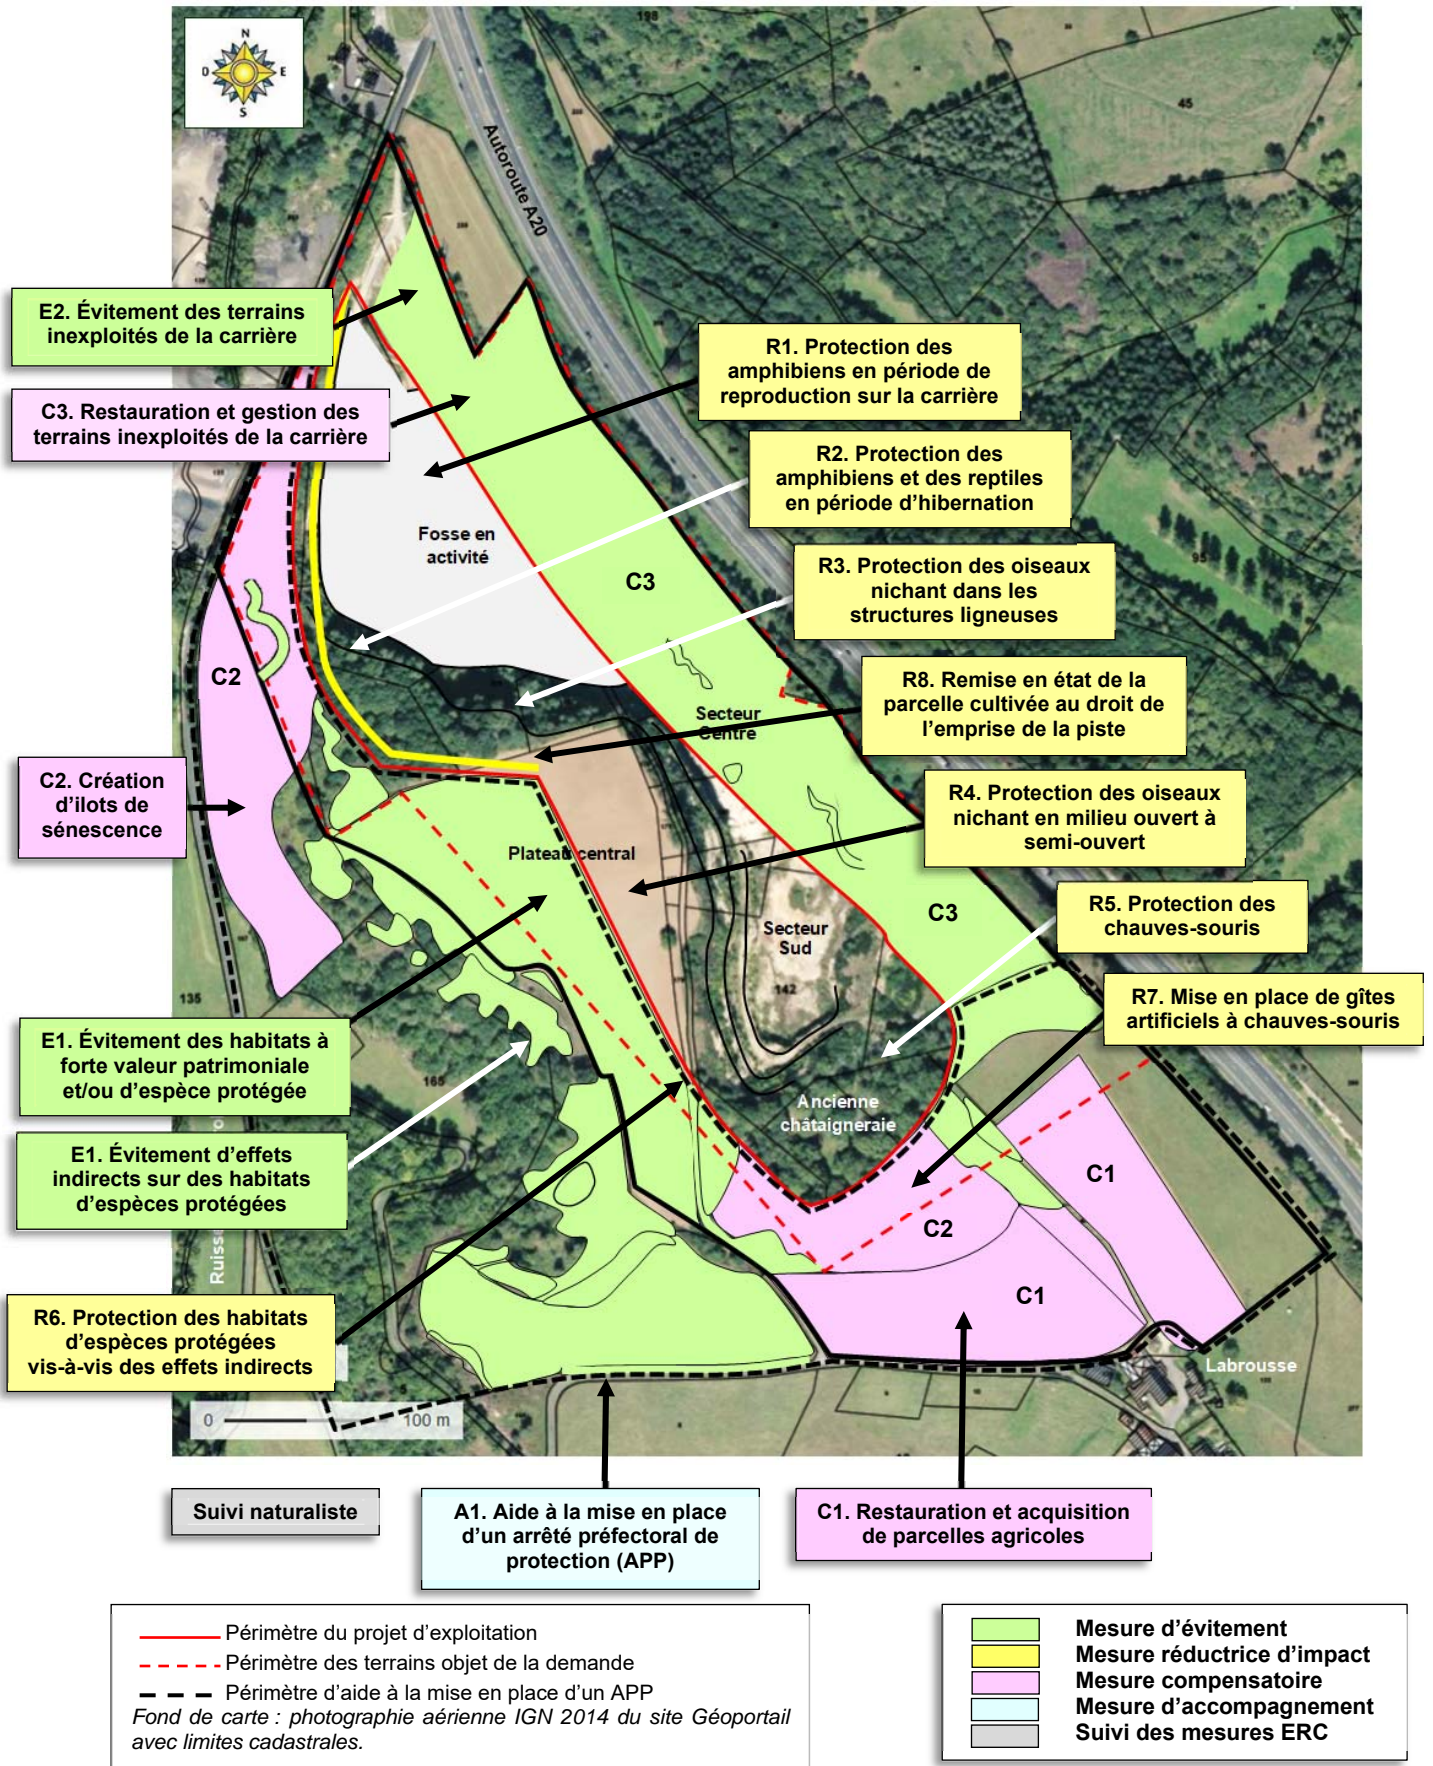 N
O
E
S
198
45
Autoroute A20
E2. Évitement des terrains
inexploités de la carrière
R1. Protection des
amphibiens en période de
reproduction sur la carrière
C3. Restauration et gestion des
terrains inexploités de la carrière
R2. Protection des
amphibiens et des reptiles
en période d'hibernation
Fosse en
activité
95
R3. Protection des oiseaux
nichant dans les
structures ligneuses
C3
C2
R8. Remise en état de la
parcelle cultivée au droit de
l'emprise de la piste
Secteur
Centre
C2. Création
d'ilots de
sénescence
R4. Protection des oiseaux
nichant en milieu ouvert à
semi-ouvert
Plateau central
R5. Protection des
chauves-souris
C3
Secteur
Sud
142
135
R7. Mise en place de gîtes
artificiels à chauves-souris
E1. Évitement des habitats à
forte valeur patrimoniale
et/ou d'espèce protégée
165
Ancienne
châtaigneraie
E1. Évitement d'effets
indirects sur des habitats
d'espèces protégées
C1
C2
Ruisse
C1
R6. Protection des habitats
d'espèces protégées
vis-à-vis des effets indirects
Labrousse
0 100 m
Suivi naturaliste
A1. Aide à la mise en place
d'un arrêté préfectoral de
protection (APP)
C1. Restauration et acquisition
de parcelles agricoles
Périmètre du projet d'exploitation
Périmètre des terrains objet de la demande
Périmètre d'aide à la mise en place d'un APP
Fond de carte : photographie aérienne IGN 2014 du site Géoportail
avec limites cadastrales.
Mesure d'évitement
Mesure réductrice d'impact
Mesure compensatoire
Mesure d'accompagnement
Suivi des mesures ERC